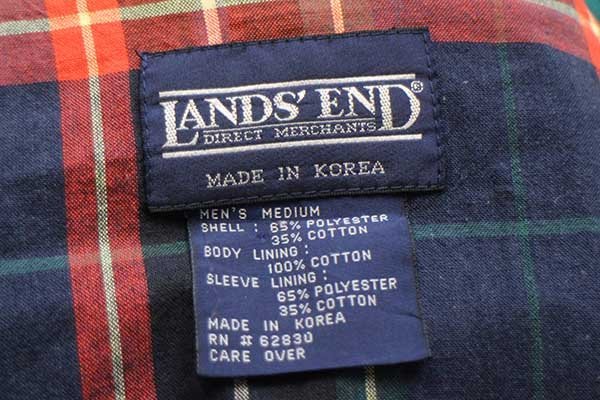 LANDS' END®
DIRECT MERCHANTS
MADE IN KOREA
MEN'S MEDIUM
SHELL : 65% POLYESTER
35% COTTON
BODY LINING :
100% COTTON
SLEEVE LINING :
65% POLYESTER
35% COTTON
MADE IN KOREA
RN # 62830
CARE OVER